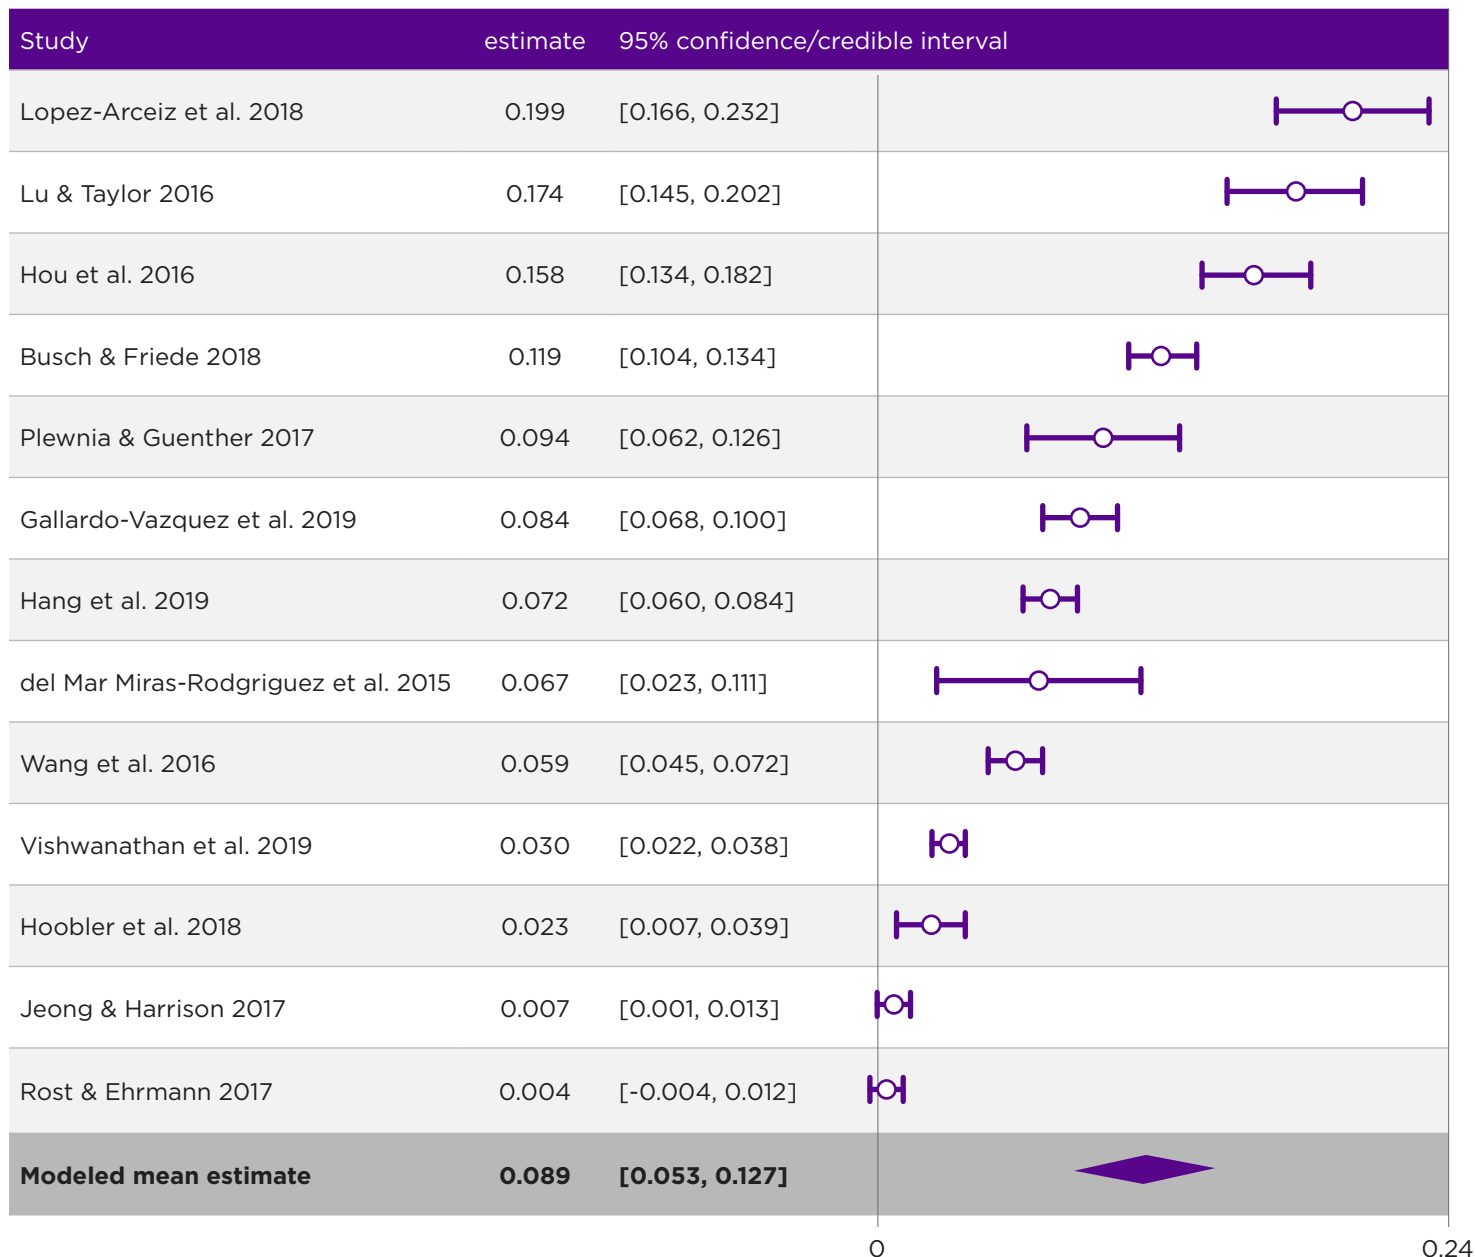 Study estimate 95% confidence/credible interval
Lopez-Arceiz et al. 2018 0.199 [0.166, 0.232]
Lu & Taylor 2016 0.174 [0.145, 0.202]
Hou et al. 2016 0.158 [0.134, 0.182]
Busch & Friede 2018 0.119 [0.104, 0.134]
Plewnia & Guenther 2017 0.094 [0.062, 0.126]
Gallardo-Vazquez et al. 2019 0.084 [0.068, 0.100]
Hang et al. 2019 0.072 [0.060, 0.084]
del Mar Miras-Rodgriguez et al. 2015 0.067 [0.023, 0.111]
Wang et al. 2016 0.059 [0.045, 0.072]
Vishwanathan et al. 2019 0.030 [0.022, 0.038]
Hoobler et al. 2018 0.023 [0.007, 0.039]
Jeong & Harrison 2017 0.007 [0.001, 0.013]
Rost & Ehrmann 2017 0.004 [-0.004, 0.012]
Modeled mean estimate 0.089 [0.053, 0.127]
0 0.24